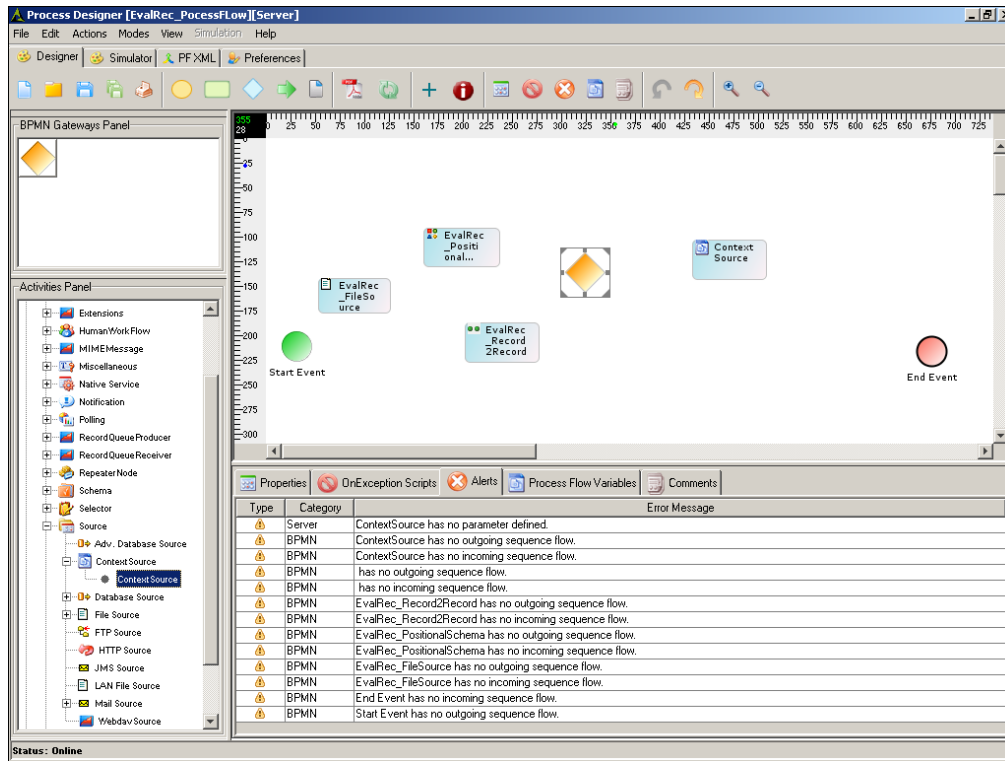 Process Designer [EvalRec_PocessFLow][Server]
File Edit Actions Modes View Simulation Help
Designer Simulator PF XML Preferences
BPMN Gateways Panel
355
28
0 25 50 75 100 125 150 175 200 225 250 275 300 325 350 375 400 425 450 475 500 525 550 575 600 625 650 675 700 725
0
25
50
75
100
125
150
175
200
225
250
275
300
EvalRec
_Positi
onal...
Context
Source
EvalRec
_FileSo
urce
EvalRec
_Record
2Record
Start Event
End Event
Activities Panel
Extensions
HumanWorkFlow
MIMEMessage
Miscellaneous
Native Service
Notification
Polling
RecordQueueProducer
RecordQueueReceiver
RepeaterNode
Schema
Selector
Source
Adv. Database Source
ContextSource
ContextSource
Database Source
File Source
FTP Source
HTTP Source
JMS Source
LAN File Source
Mail Source
WebdavSource
Properties OnException Scripts Alerts Process Flow Variables Comments
Type Category Error Message
Server ContextSource has no parameter defined.
BPMN ContextSource has no outgoing sequence flow.
BPMN ContextSource has no incoming sequence flow.
BPMN has no outgoing sequence flow.
BPMN has no incoming sequence flow.
BPMN EvalRec_Record2Record has no outgoing sequence flow.
BPMN EvalRec_Record2Record has no incoming sequence flow.
BPMN EvalRec_PositionalSchema has no outgoing sequence flow.
BPMN EvalRec_PositionalSchema has no incoming sequence flow.
BPMN EvalRec_FileSource has no outgoing sequence flow.
BPMN EvalRec_FileSource has no incoming sequence flow.
BPMN End Event has no incoming sequence flow.
BPMN Start Event has no outgoing sequence flow.
Status: Online